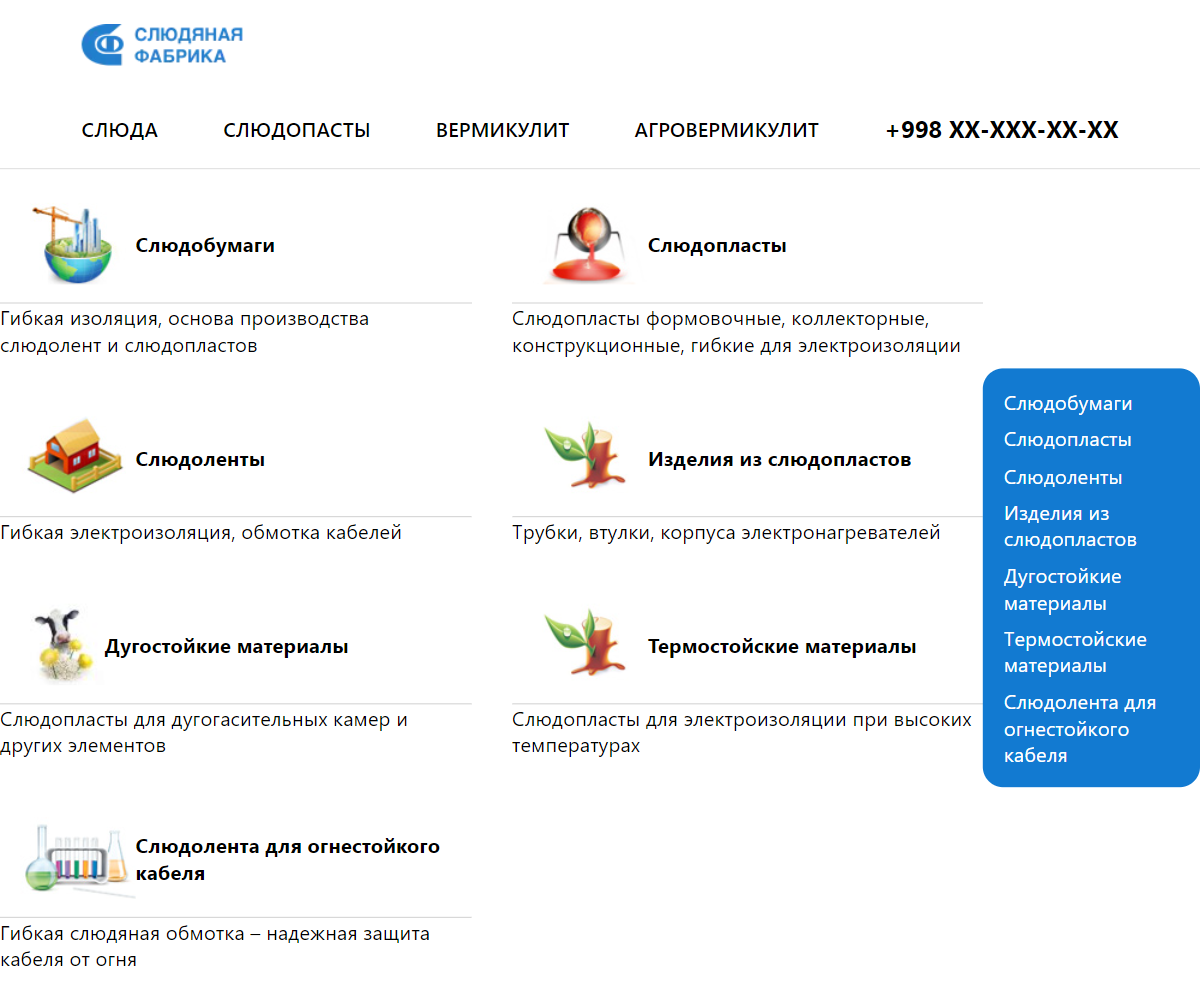 СЛЮДЯНАЯ
ФАБРИКА
СЛЮДА
СЛЮДОПАСТЫ
ВЕРМИКУЛИТ
АГРОВЕРМИКУЛИТ
+998 XX-XXX-XX-XX
Слюдобумаги
Гибкая изоляция, основа производства
слюдолент и слюдопластов
Слюдопласты
Слюдопласты формовочные, коллекторные,
конструкционные, гибкие для электроизоляции
Слюдоленты
Гибкая электроизоляция, обмотка кабелей
Изделия из слюдопластов
Трубки, втулки, корпуса электронагревателей
Дугостойкие материалы
Слюдопласты для дугогасительных камер и
других элементов
Термостойские материалы
Слюдопласты для электроизоляции при высоких
температурах
Слюдолента для огнестойкого
кабеля
Гибкая слюдяная обмотка – надежная защита
кабеля от огня
Слюдобумаги
Слюдопласты
Слюдоленты
Изделия из
слюдопластов
Дугостойкие
материалы
Термостойские
материалы
Слюдолента для
огнестойкого
кабеля